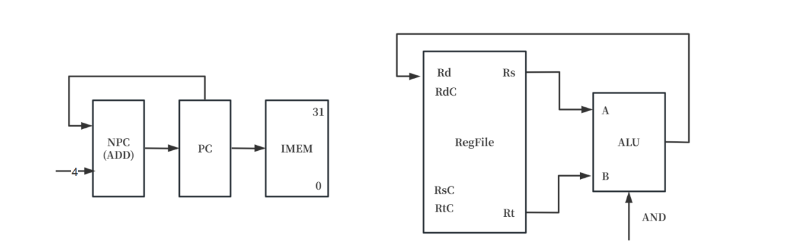 NPC
(ADD)
4
PC
31
IMEM
0
Rd
Rs
RdC
RegFile
RsC
RtC
Rt
A
ALU
B
AND